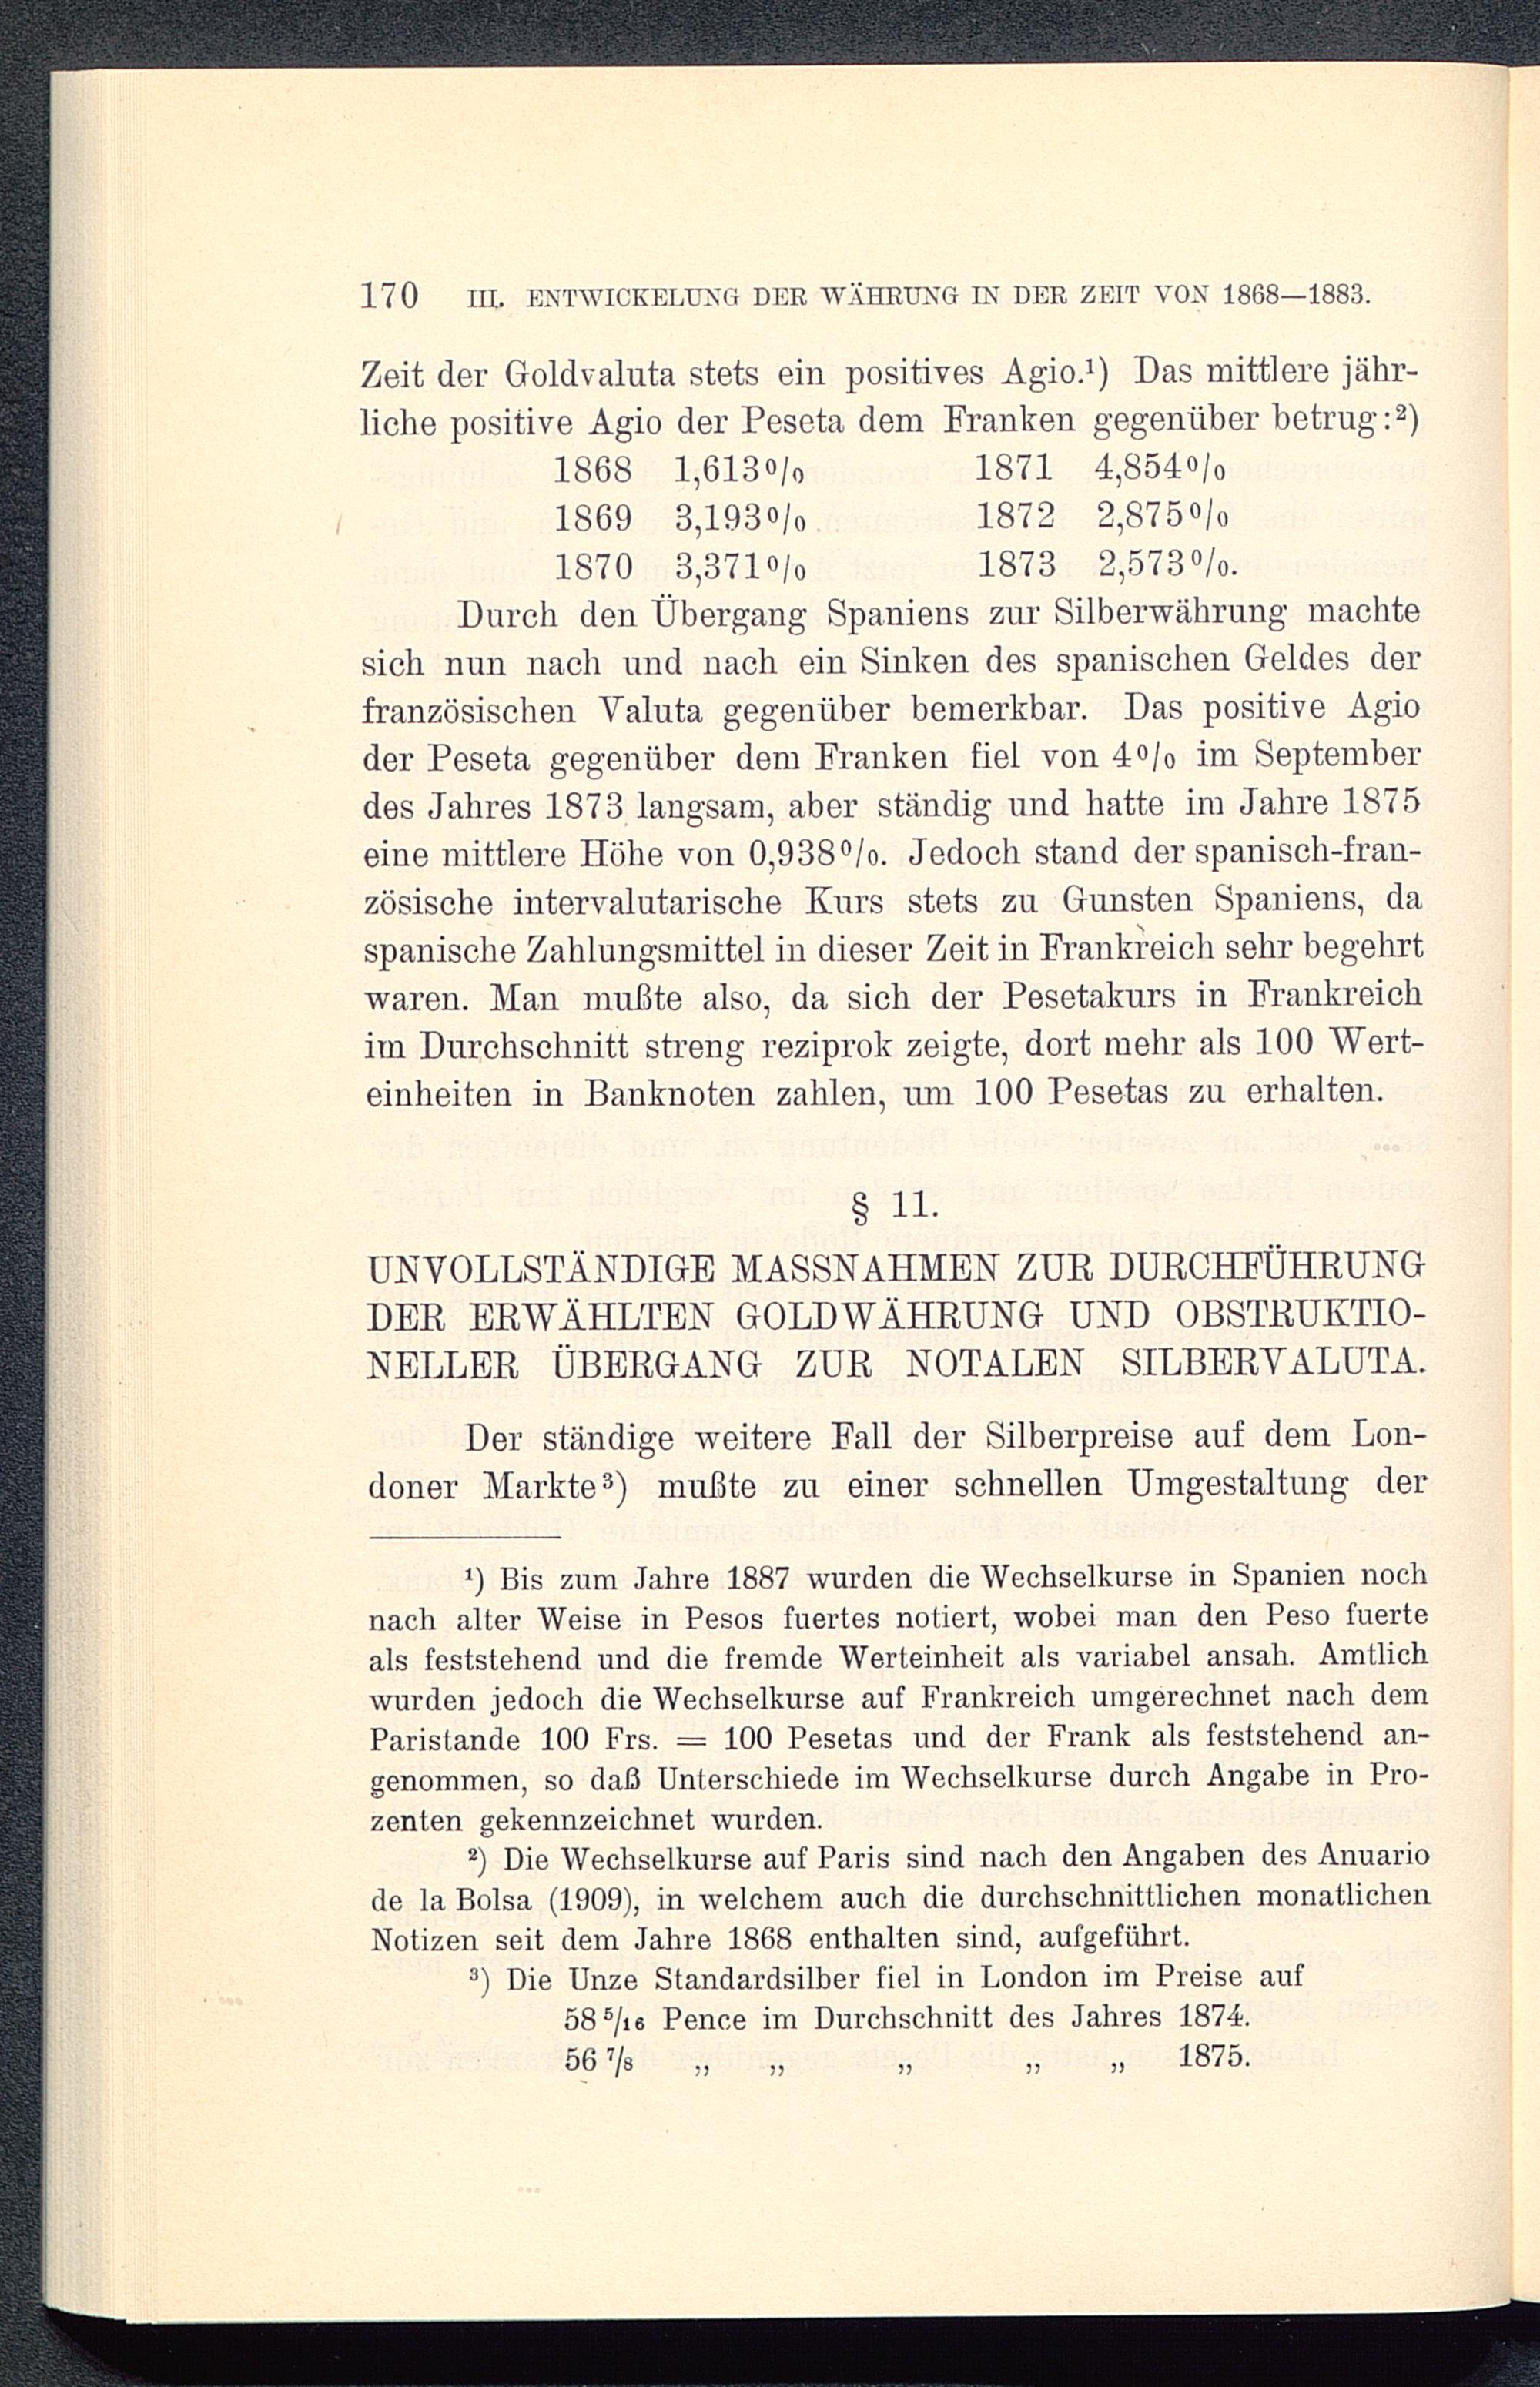 170 III. ENTWICKELUNG DER WÄHRUNG IN DER ZEIT VON 1868—1883.
Zeit der Goldvaluta stets ein positives Agio.¹) Das mittlere jähr-
liche positive Agio der Peseta dem Franken gegenüber betrug:²)
1868 1,613% 1871 4,854%
1869 3,193% 1872 2,875%
1870 3,371% 1873 2,573%.
Durch den Übergang Spaniens zur Silberwährung machte
sich nun nach und nach ein Sinken des spanischen Geldes der
französischen Valuta gegenüber bemerkbar. Das positive Agio
der Peseta gegenüber dem Franken fiel von 4% im September
des Jahres 1873 langsam, aber ständig und hatte im Jahre 1875
eine mittlere Höhe von 0,938%. Jedoch stand der spanisch-fran-
zösische intervalutarische Kurs stets zu Gunsten Spaniens, da
spanische Zahlungsmittel in dieser Zeit in Frankreich sehr begehrt
waren. Man mußte also, da sich der Pesetakurs in Frankreich
im Durchschnitt streng reziprok zeigte, dort mehr als 100 Wert-
einheiten in Banknoten zahlen, um 100 Pesetas zu erhalten.
§ 11.
UNVOLLSTÄNDIGE MASSNAHMEN ZUR DURCHFÜHRUNG
DER ERWÄHLTEN GOLDWÄHRUNG UND OBSTRUKTIO-
NELLER ÜBERGANG ZUR NOTALEN SILBERVALUTA.
Der ständige weitere Fall der Silberpreise auf dem Lon-
doner Markte³) mußte zu einer schnellen Umgestaltung der
¹) Bis zum Jahre 1887 wurden die Wechselkurse in Spanien noch
nach alter Weise in Pesos fuertes notiert, wobei man den Peso fuerte
als feststehend und die fremde Werteinheit als variabel ansah. Amtlich
wurden jedoch die Wechselkurse auf Frankreich umgerechnet nach dem
Paristande 100 Frs. = 100 Pesetas und der Frank als feststehend an-
genommen, so daß Unterschiede im Wechselkurse durch Angabe in Pro-
zenten gekennzeichnet wurden.
²) Die Wechselkurse auf Paris sind nach den Angaben des Anuario
de la Bolsa (1909), in welchem auch die durchschnittlichen monatlichen
Notizen seit dem Jahre 1868 enthalten sind, aufgeführt.
³) Die Unze Standardsilber fiel in London im Preise auf
58 5/16 Pence im Durchschnitt des Jahres 1874.
56 7/8 „ „ „ „ „ 1875.